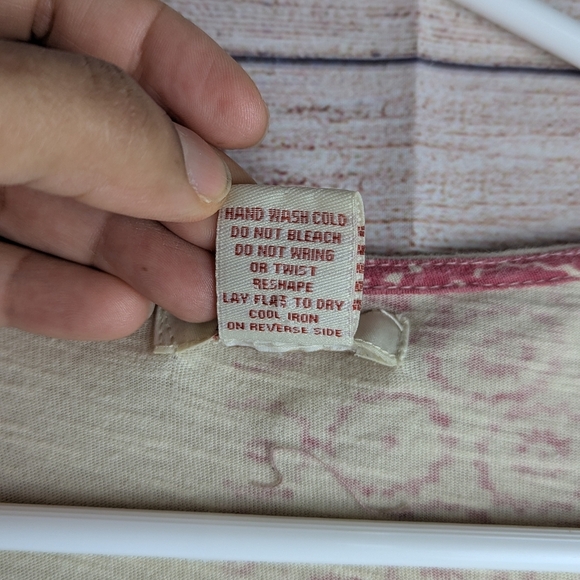 HAND WASH COLD
DO NOT BLEACH
DO NOT WRING
OR TWIST
RESHAPE
LAY FLAT TO DRY
COOL IRON
ON REVERSE SIDE